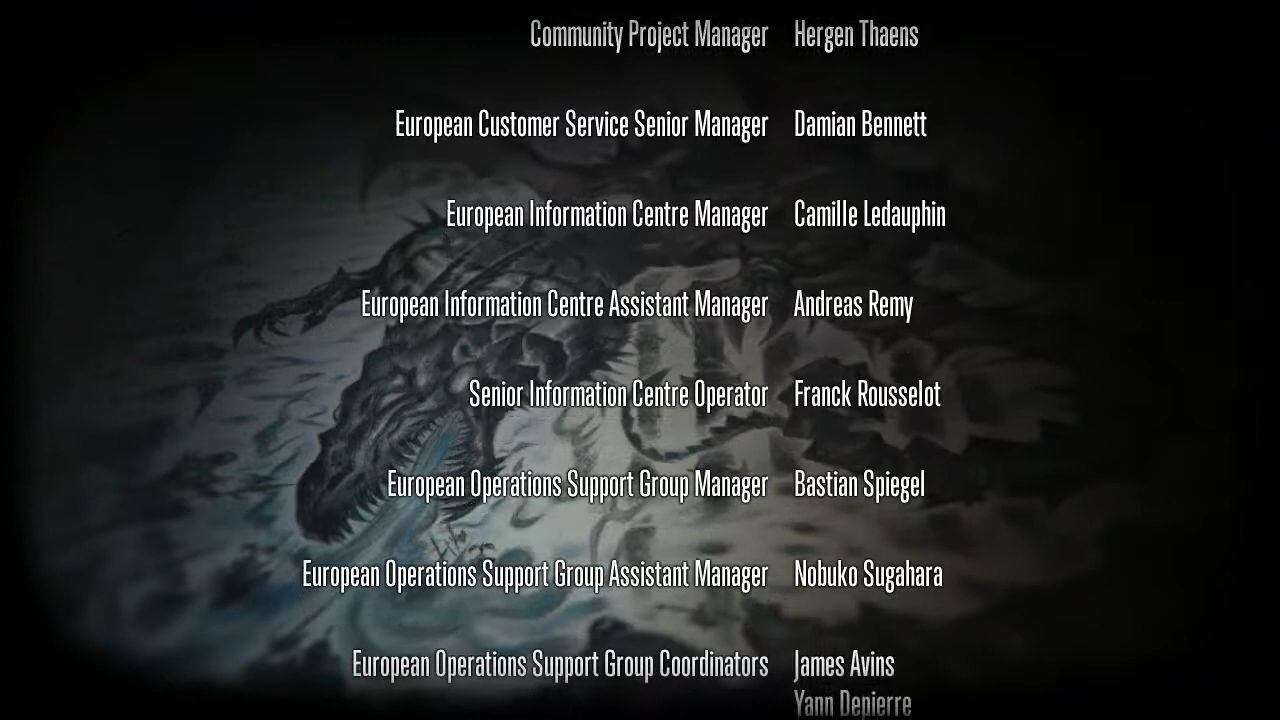 Community Project Manager Hergen Thaens
European Customer Service Senior Manager Damian Bennett
European Information Centre Manager Camille Ledauphin
European Information Centre Assistant Manager Andreas Remy
Senior Information Centre Operator Franck Rousselot
European Operations Support Group Manager Bastian Spiegel
European Operations Support Group Assistant Manager Nobuko Sugahara
European Operations Support Group Coordinators James Avins
Yann Depierre